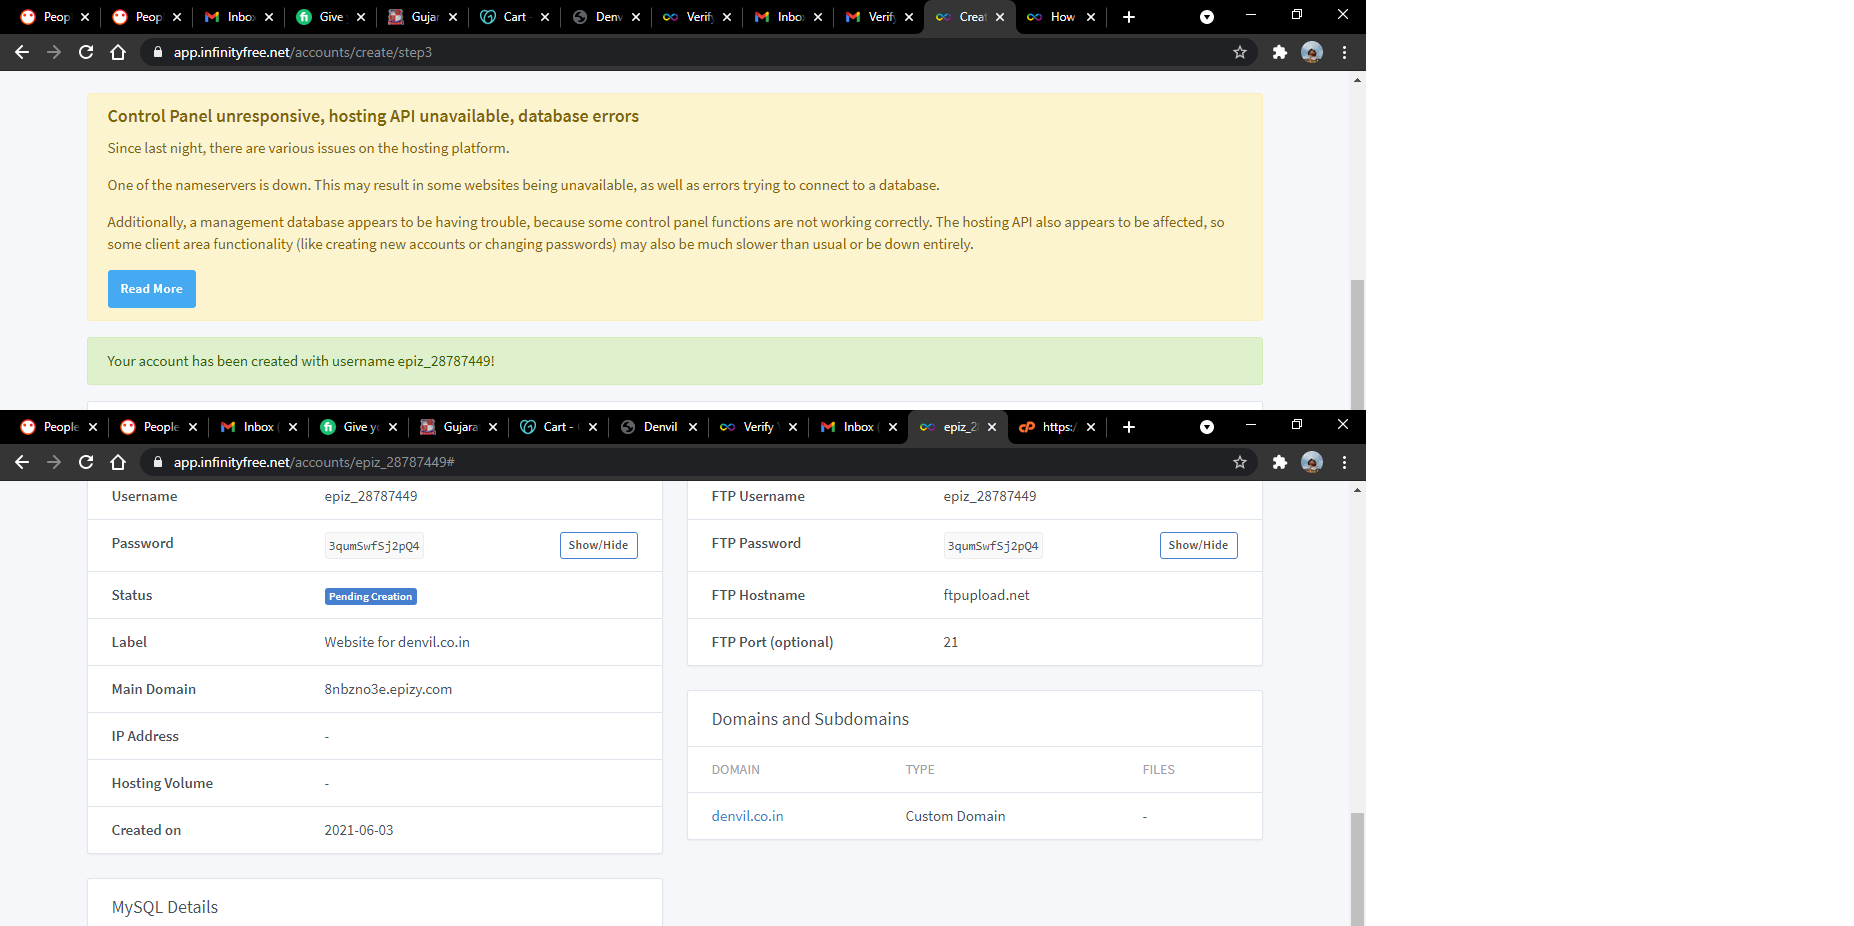 Peop
Peop
Inbo
Give
Gujar
Cart -
Denv
Verify
Inbo
Verify
Creat
How
app.infinityfree.net/accounts/create/step3
Control Panel unresponsive, hosting API unavailable, database errors
Since last night, there are various issues on the hosting platform.
One of the nameservers is down. This may result in some websites being unavailable, as well as errors trying to connect to a database.
Additionally, a management database appears to be having trouble, because some control panel functions are not working correctly. The hosting API also appears to be affected, so
some client area functionality (like creating new accounts or changing passwords) may also be much slower than usual or be down entirely.
Read More
Your account has been created with username epiz_28787449!
People
People
Inbox (
Give yo
Gujara
Cart -
Denvil
Verify
Inbox (
epiz_2
https:/
app.infinityfree.net/accounts/epiz_28787449#
Username epiz_28787449
Password 3qumSwfSj2pQ4 Show/Hide
Status Pending Creation
Label Website for denvil.co.in
Main Domain 8nbzno3e.epizy.com
IP Address -
Hosting Volume -
Created on 2021-06-03
MySQL Details
FTP Username epiz_28787449
FTP Password 3qumSwfSj2pQ4 Show/Hide
FTP Hostname ftpupload.net
FTP Port (optional) 21
Domains and Subdomains
DOMAIN TYPE FILES
denvil.co.in Custom Domain -